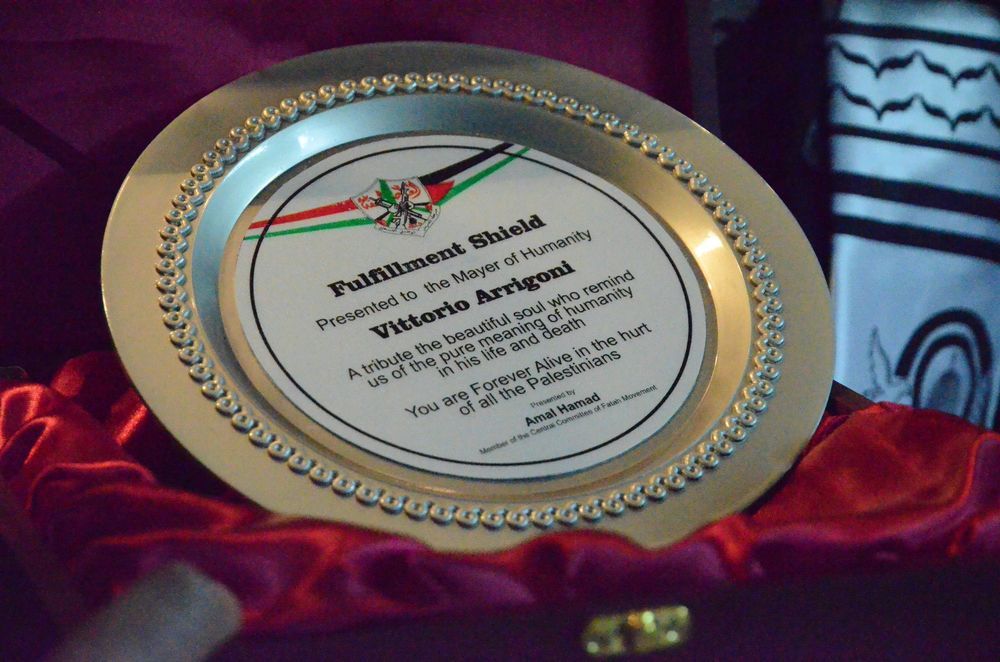 Fulfillment Shield
Presented to the Mayer of Humanity
Vittorio Arrigoni
A tribute the beautiful soul who remind
us of the pure meaning of humanity
in his life and death
You are Forever Alive in the hurt
of all the Palestinians
Presented by
Amal Hamad
Member of the Central Committies of Fatah Movement